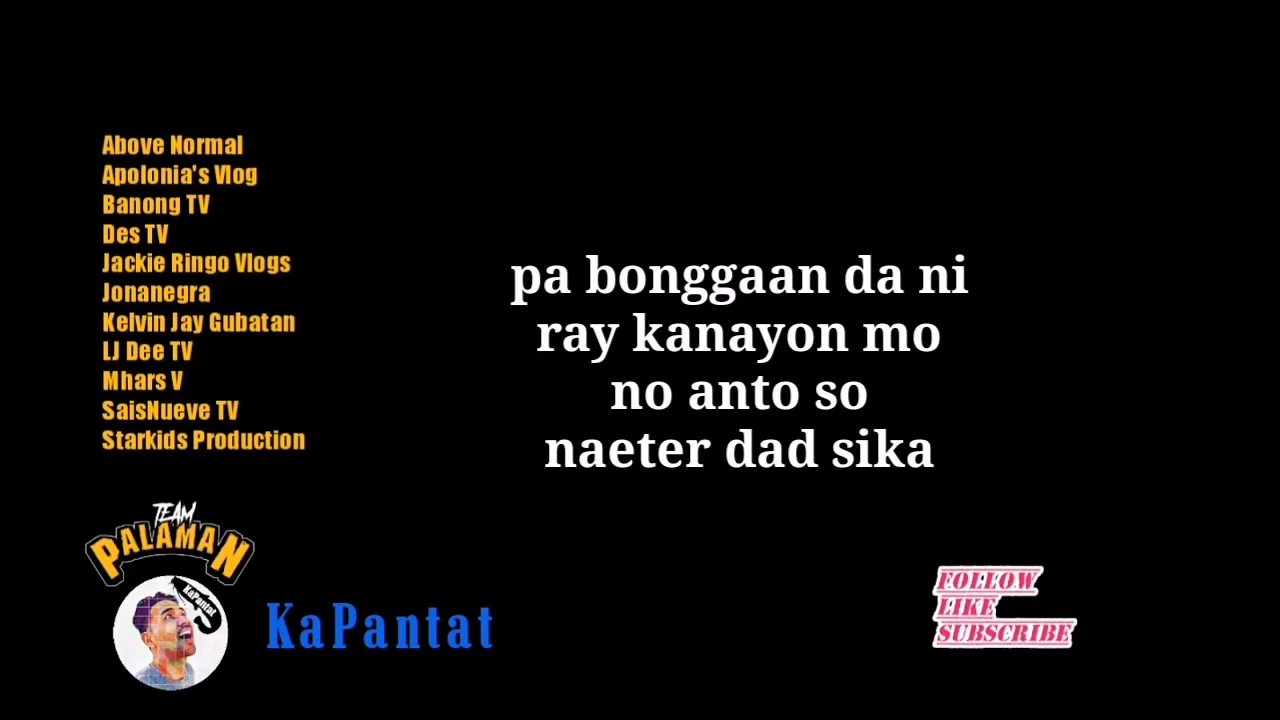 Above Normal
Apolonia's Vlog
Banong TV
Des TV
Jackie Ringo Vlogs
Jonanegra
Kelvin Jay Gubatan
LJ Dee TV
Mhars V
SaisNueve TV
Starkids Production
pa bonggaan da ni
ray kanayon mo
no anto so
naeter dad sika
TEAM
PALAMAN
KaPantat
KaPantat
FOLLOW
LIKE
SUBSCRIBE